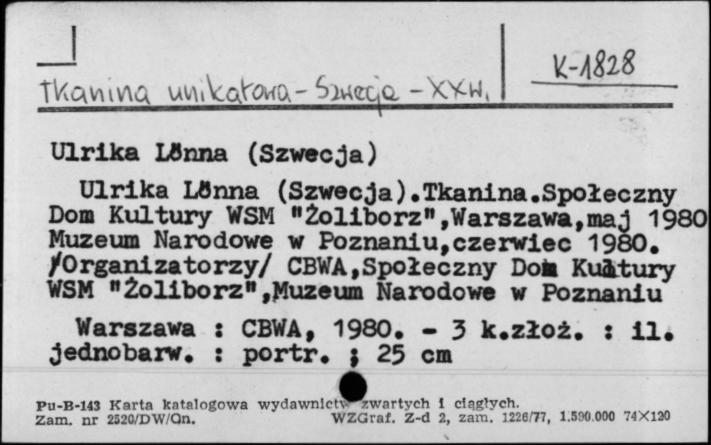 K-1828
Tkanina unikatowa - Szwecja - XXw.
Ulrika Lönna (Szwecja)
Ulrika Lönna (Szwecja).Tkanina.Społeczny
Dom Kultury WSM "Żoliborz",Warszawa,maj 1980
Muzeum Narodowe w Poznaniu,czerwiec 1980.
/Organizatorzy/ CBWA,Społeczny Dom Kultury
WSM "Żoliborz",Muzeum Narodowe w Poznaniu
Warszawa : CBWA, 1980. - 3 k.złoż. : il.
jednobarw. : portr. ; 25 cm
Pu-B-143 Karta katalogowa wydawnictw zwartych i ciągłych.
Zam. nr 2520/DW/Qn. WZGraf. Z-d 2, zam. 1226/77, 1.590.000 74X120